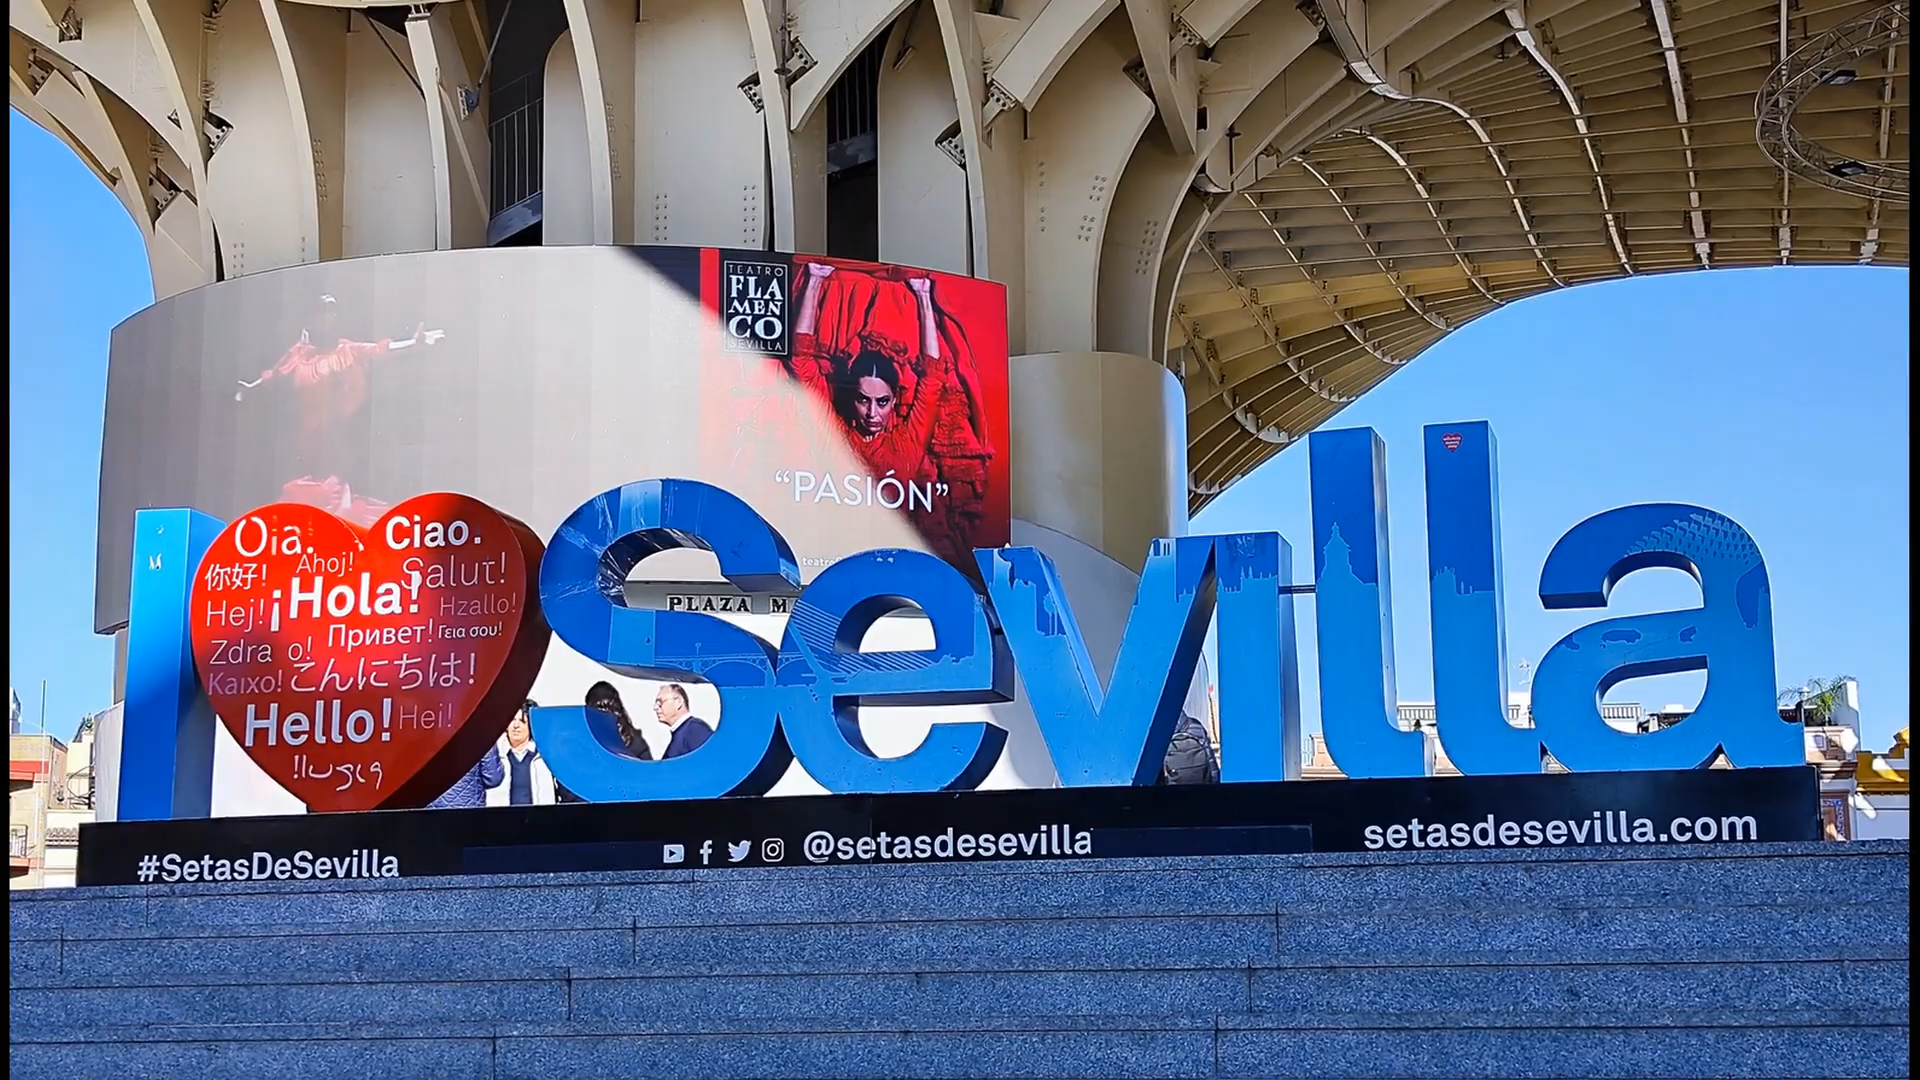 TEATRO
FLA
MEN
CO
SEVILLA
“PASIÓN”
PLAZA M
I
Sevilla
Ciao.
Ahoj!
Salut!
你好!
¡Hola!
Hej!
Hzallo!
Привет!
Γεια σου!
Zdra o!
こんにちは!
Kaixo!
Hello!
Hei!
#SetasDeSevilla
@setasdesevilla
setasdesevilla.com